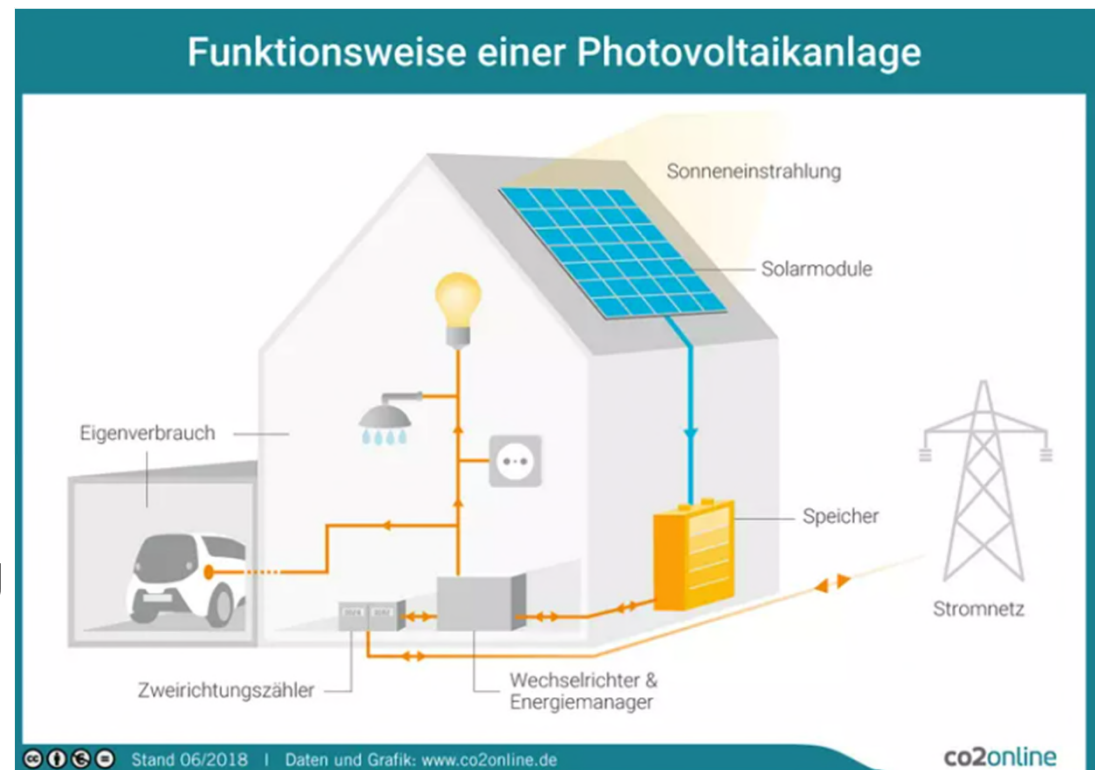 Funktionsweise einer Photovoltaikanlage
Sonneneinstrahlung
Solarmodule
Eigenverbrauch
Speicher
Stromnetz
Zweirichtungszähler
Wechselrichter &
Energiemanager
Stand 06/2018 | Daten und Grafik: www.co2online.de
co2online